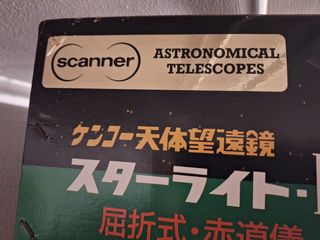 scanner
ASTRONOMICAL
TELESCOPES
ケンコー天体望遠鏡
スターライト・
屈折式・赤道儀